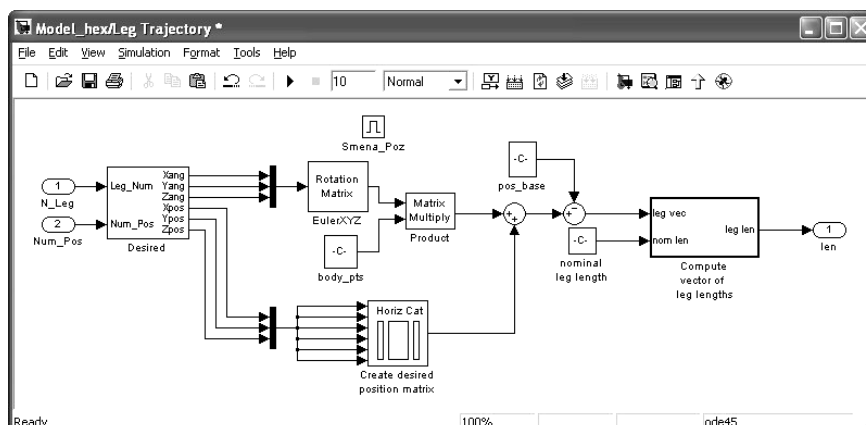 Model_hex/Leg Trajectory *
File Edit View Simulation Format Tools Help
10 Normal
Smena_Poz
1
N_Leg
2
Num_Pos
Leg_Num
Num_Pos
Xang
Yang
Zang
Xpos
Ypos
Zpos
Desired
Rotation
Matrix
EulerXYZ
-C-
body_pts
Matrix
Multiply
Product
Horiz Cat
Create desired
position matrix
-C-
pos_base
-C-
nominal
leg length
leg vec
nom len
leg len
Compute
vector of
leg lengths
1
len
Ready 100% ode45